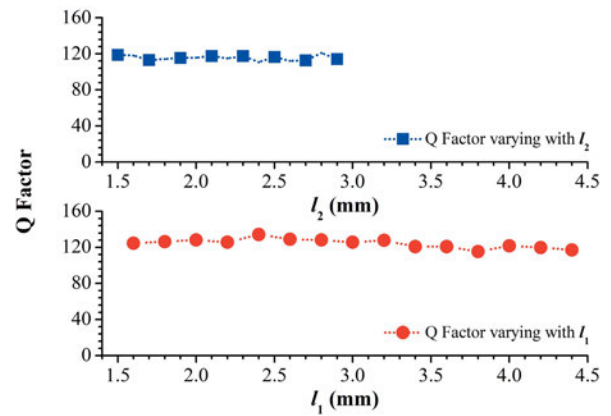 160
120
80
40
0
Q Factor varying with l₂
1.5 2.0 2.5 3.0 3.5 4.0 4.5
l₂ (mm)
Q Factor
160
120
80
40
0
Q Factor varying with l₁
1.5 2.0 2.5 3.0 3.5 4.0 4.5
l₁ (mm)